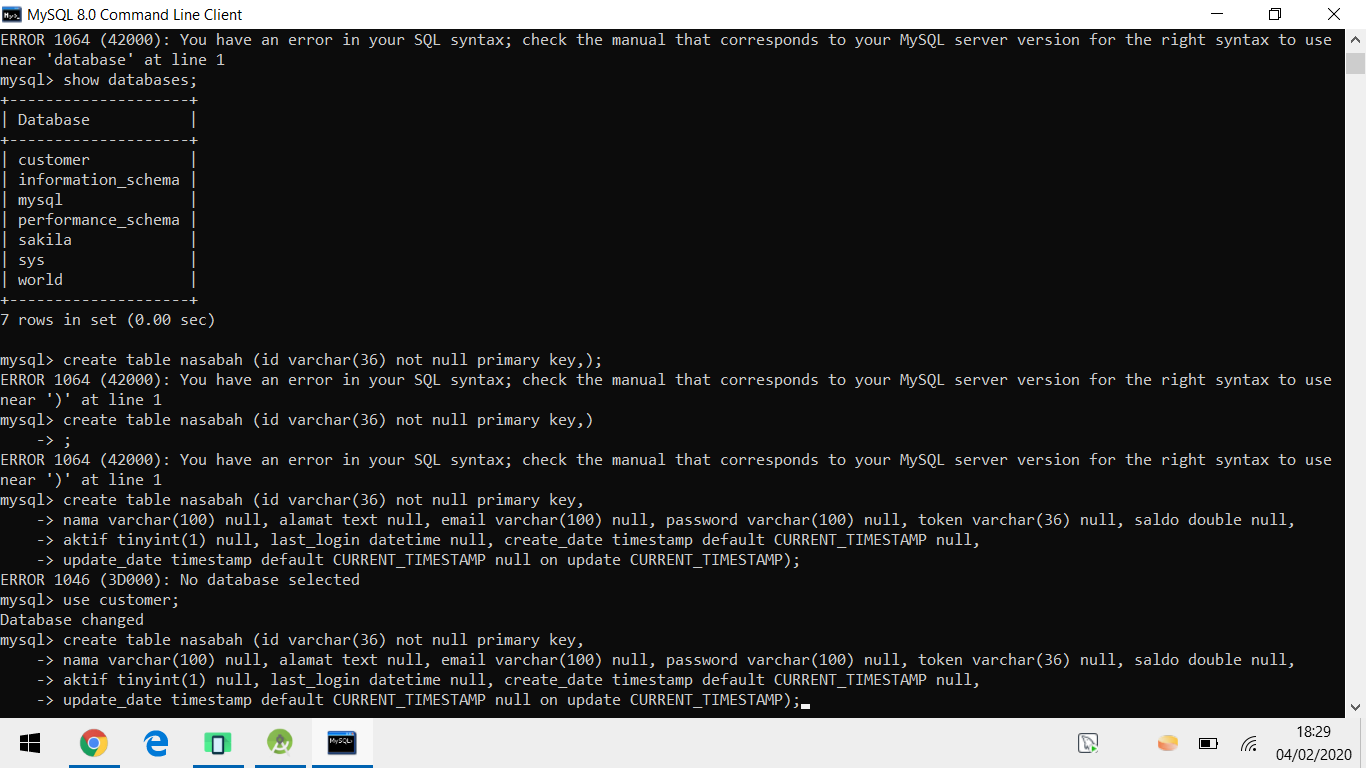 MySQL 8.0 Command Line Client
ERROR 1064 (42000): You have an error in your SQL syntax; check the manual that corresponds to your MySQL server version for the right syntax to use
near 'database' at line 1
mysql> show databases;
+--------------------+
| Database           |
+--------------------+
| customer           |
| information_schema |
| mysql              |
| performance_schema |
| sakila             |
| sys                |
| world              |
+--------------------+
7 rows in set (0.00 sec)
mysql> create table nasabah (id varchar(36) not null primary key,);
ERROR 1064 (42000): You have an error in your SQL syntax; check the manual that corresponds to your MySQL server version for the right syntax to use
near ')' at line 1
mysql> create table nasabah (id varchar(36) not null primary key,)
    -> ;
ERROR 1064 (42000): You have an error in your SQL syntax; check the manual that corresponds to your MySQL server version for the right syntax to use
near ')' at line 1
mysql> create table nasabah (id varchar(36) not null primary key,
    -> nama varchar(100) null, alamat text null, email varchar(100) null, password varchar(100) null, token varchar(36) null, saldo double null,
    -> aktif tinyint(1) null, last_login datetime null, create_date timestamp default CURRENT_TIMESTAMP null,
    -> update_date timestamp default CURRENT_TIMESTAMP null on update CURRENT_TIMESTAMP);
ERROR 1046 (3D000): No database selected
mysql> use customer;
Database changed
mysql> create table nasabah (id varchar(36) not null primary key,
    -> nama varchar(100) null, alamat text null, email varchar(100) null, password varchar(100) null, token varchar(36) null, saldo double null,
    -> aktif tinyint(1) null, last_login datetime null, create_date timestamp default CURRENT_TIMESTAMP null,
    -> update_date timestamp default CURRENT_TIMESTAMP null on update CURRENT_TIMESTAMP);
18:29
04/02/2020